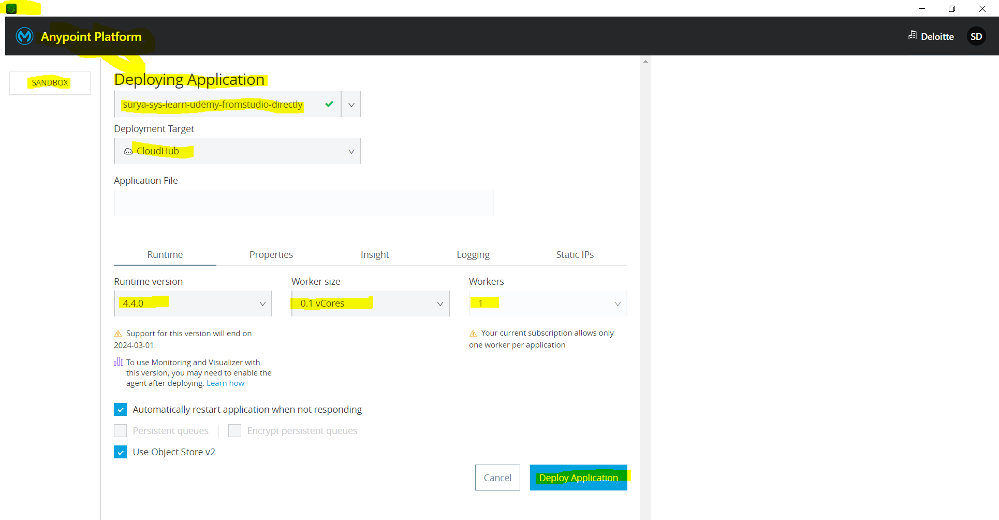 Anypoint Platform
Deloitte
SD
SANDBOX
Deploying Application
surya-sys-learn-udemy-fromstudio-directly
Deployment Target
CloudHub
Application File
Runtime Properties Insight Logging Static IPs
Runtime version Worker size Workers
4.4.0 0.1 vCores 1
Support for this version will end on
2024-03-01.
Your current subscription allows only
one worker per application
To use Monitoring and Visualizer with
this version, you may need to enable the
agent after deploying. Learn how
Automatically restart application when not responding
Persistent queues Encrypt persistent queues
Use Object Store v2
Cancel Deploy Application